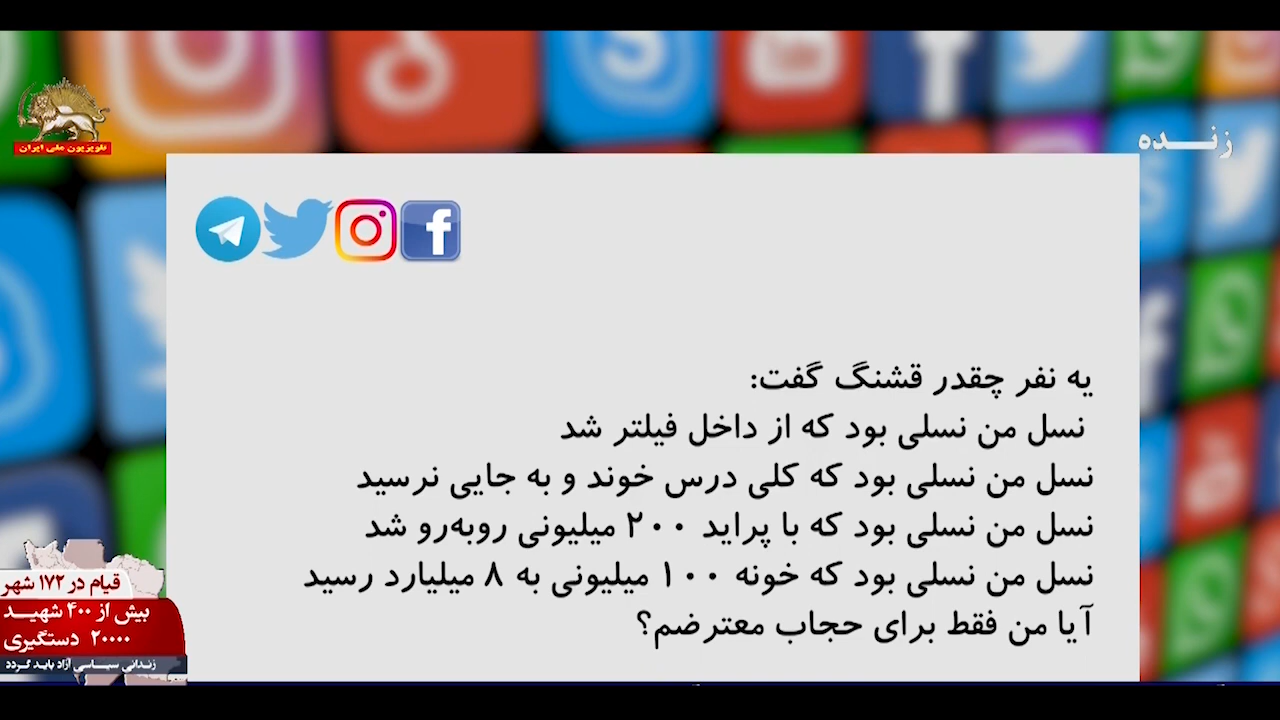 تلویزیون ملی ایران
زنده
یه نفر چقدر قشنگ گفت:
نسل من نسلی بود که از داخل فیلتر شد
نسل من نسلی بود که کلی درس خوند و به جایی نرسید
نسل من نسلی بود که با پراید ۲۰۰ میلیونی روبه‌رو شد
نسل من نسلی بود که خونه ۱۰۰ میلیونی به ۸ میلیارد رسید
آیا من فقط برای حجاب معترضم؟
قیام در ۱۷۲ شهر
بیش از ۴۰۰ شهید
۲۰۰۰۰ دستگیری
زندانی سیاسی آزاد باید گردد